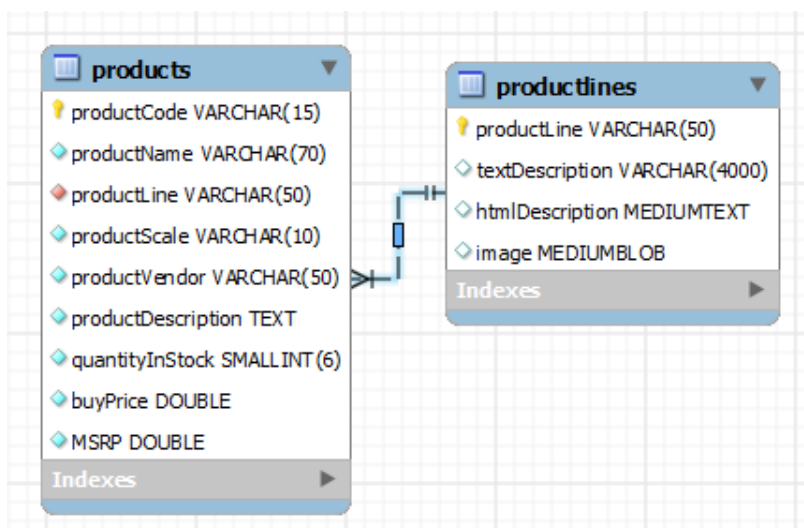 products
productCode VARCHAR(15)
productName VARCHAR(70)
productLine VARCHAR(50)
productScale VARCHAR(10)
productVendor VARCHAR(50)
productDescription TEXT
quantityInStock SMALLINT(6)
buyPrice DOUBLE
MSRP DOUBLE
Indexes
productlines
productLine VARCHAR(50)
textDescription VARCHAR(4000)
htmlDescription MEDIUMTEXT
image MEDIUMBLOB
Indexes